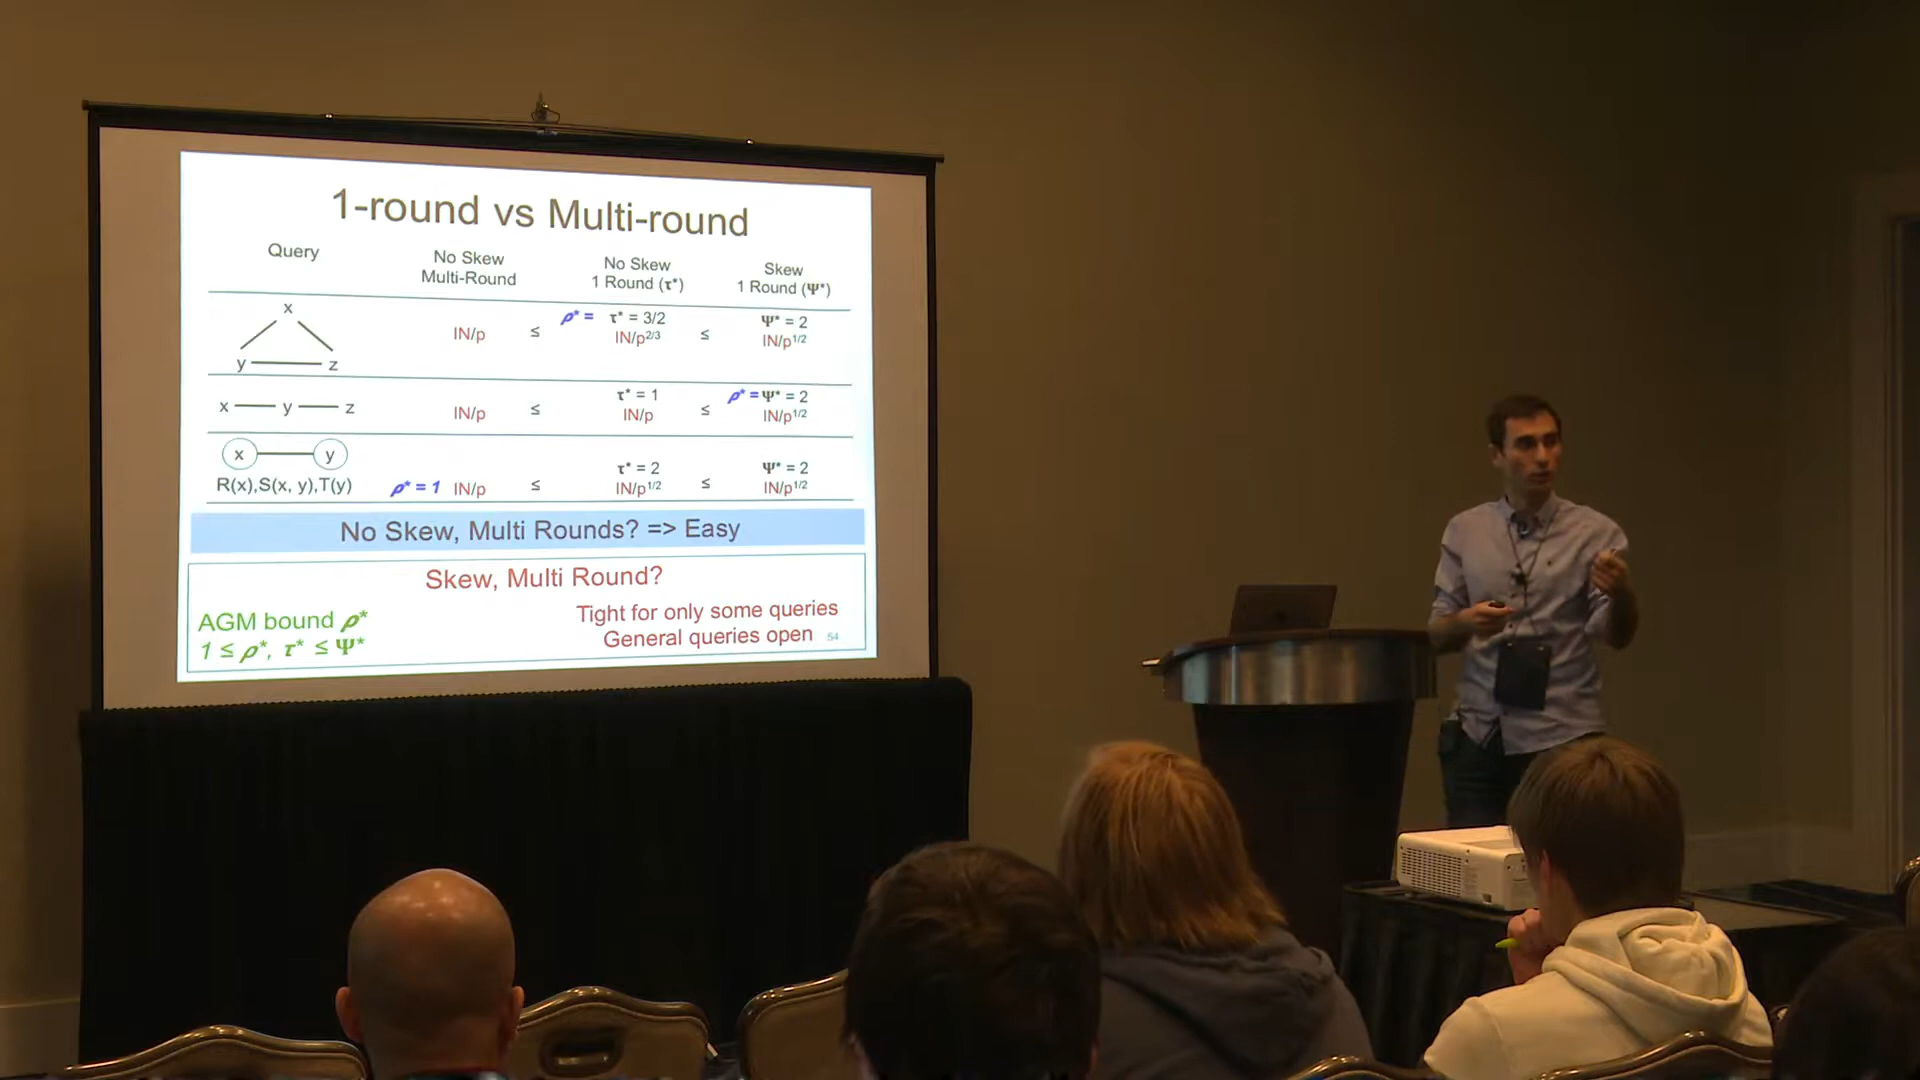 1-round vs Multi-round
Query
No Skew
Multi-Round
No Skew
1 Round (τ*)
Skew
1 Round (Ψ*)
x
y
z
IN/p
≤
ρ* = τ* = 3/2
IN/p^2/3
≤
Ψ* = 2
IN/p^1/2
x y z
IN/p
≤
τ* = 1
IN/p
≤
ρ* = Ψ* = 2
IN/p^1/2
x y
R(x),S(x, y),T(y)
ρ* = 1 IN/p
≤
τ* = 2
IN/p^1/2
≤
Ψ* = 2
IN/p^1/2
No Skew, Multi Rounds? => Easy
Skew, Multi Round?
AGM bound ρ*
1 ≤ ρ*, τ* ≤ Ψ*
Tight for only some queries
General queries open
54